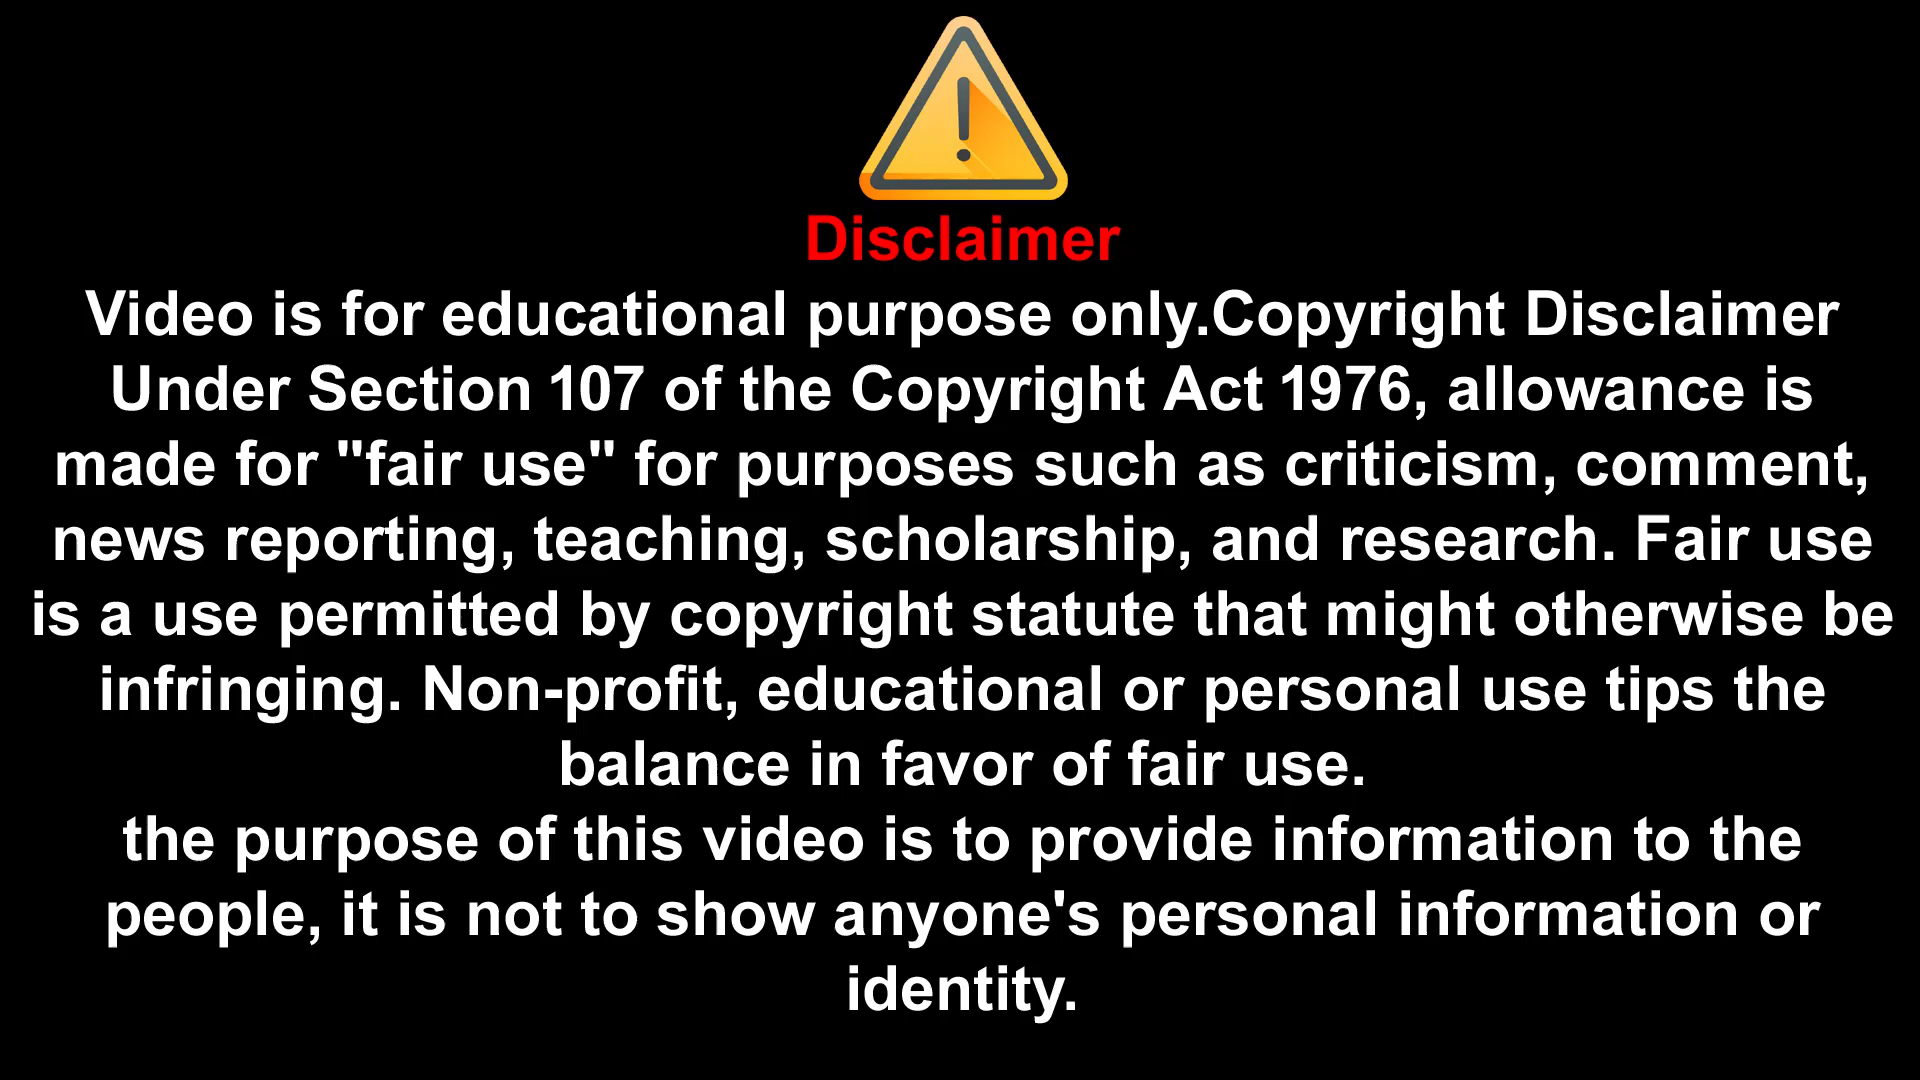 Disclaimer
Video is for educational purpose only.Copyright Disclaimer
Under Section 107 of the Copyright Act 1976, allowance is
made for "fair use" for purposes such as criticism, comment,
news reporting, teaching, scholarship, and research. Fair use
is a use permitted by copyright statute that might otherwise be
infringing. Non-profit, educational or personal use tips the
balance in favor of fair use.
the purpose of this video is to provide information to the
people, it is not to show anyone's personal information or
identity.